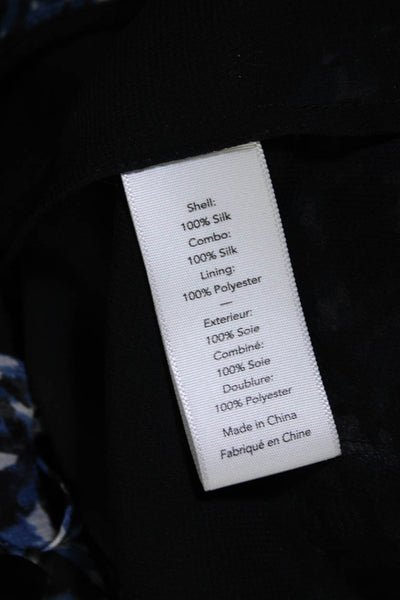 Shell:
100% Silk
Combo:
100% Silk
Lining:
100% Polyester
—
Exterieur:
100% Soie
Combiné:
100% Soie
Doublure:
100% Polyester
Made in China
Fabriqué en Chine